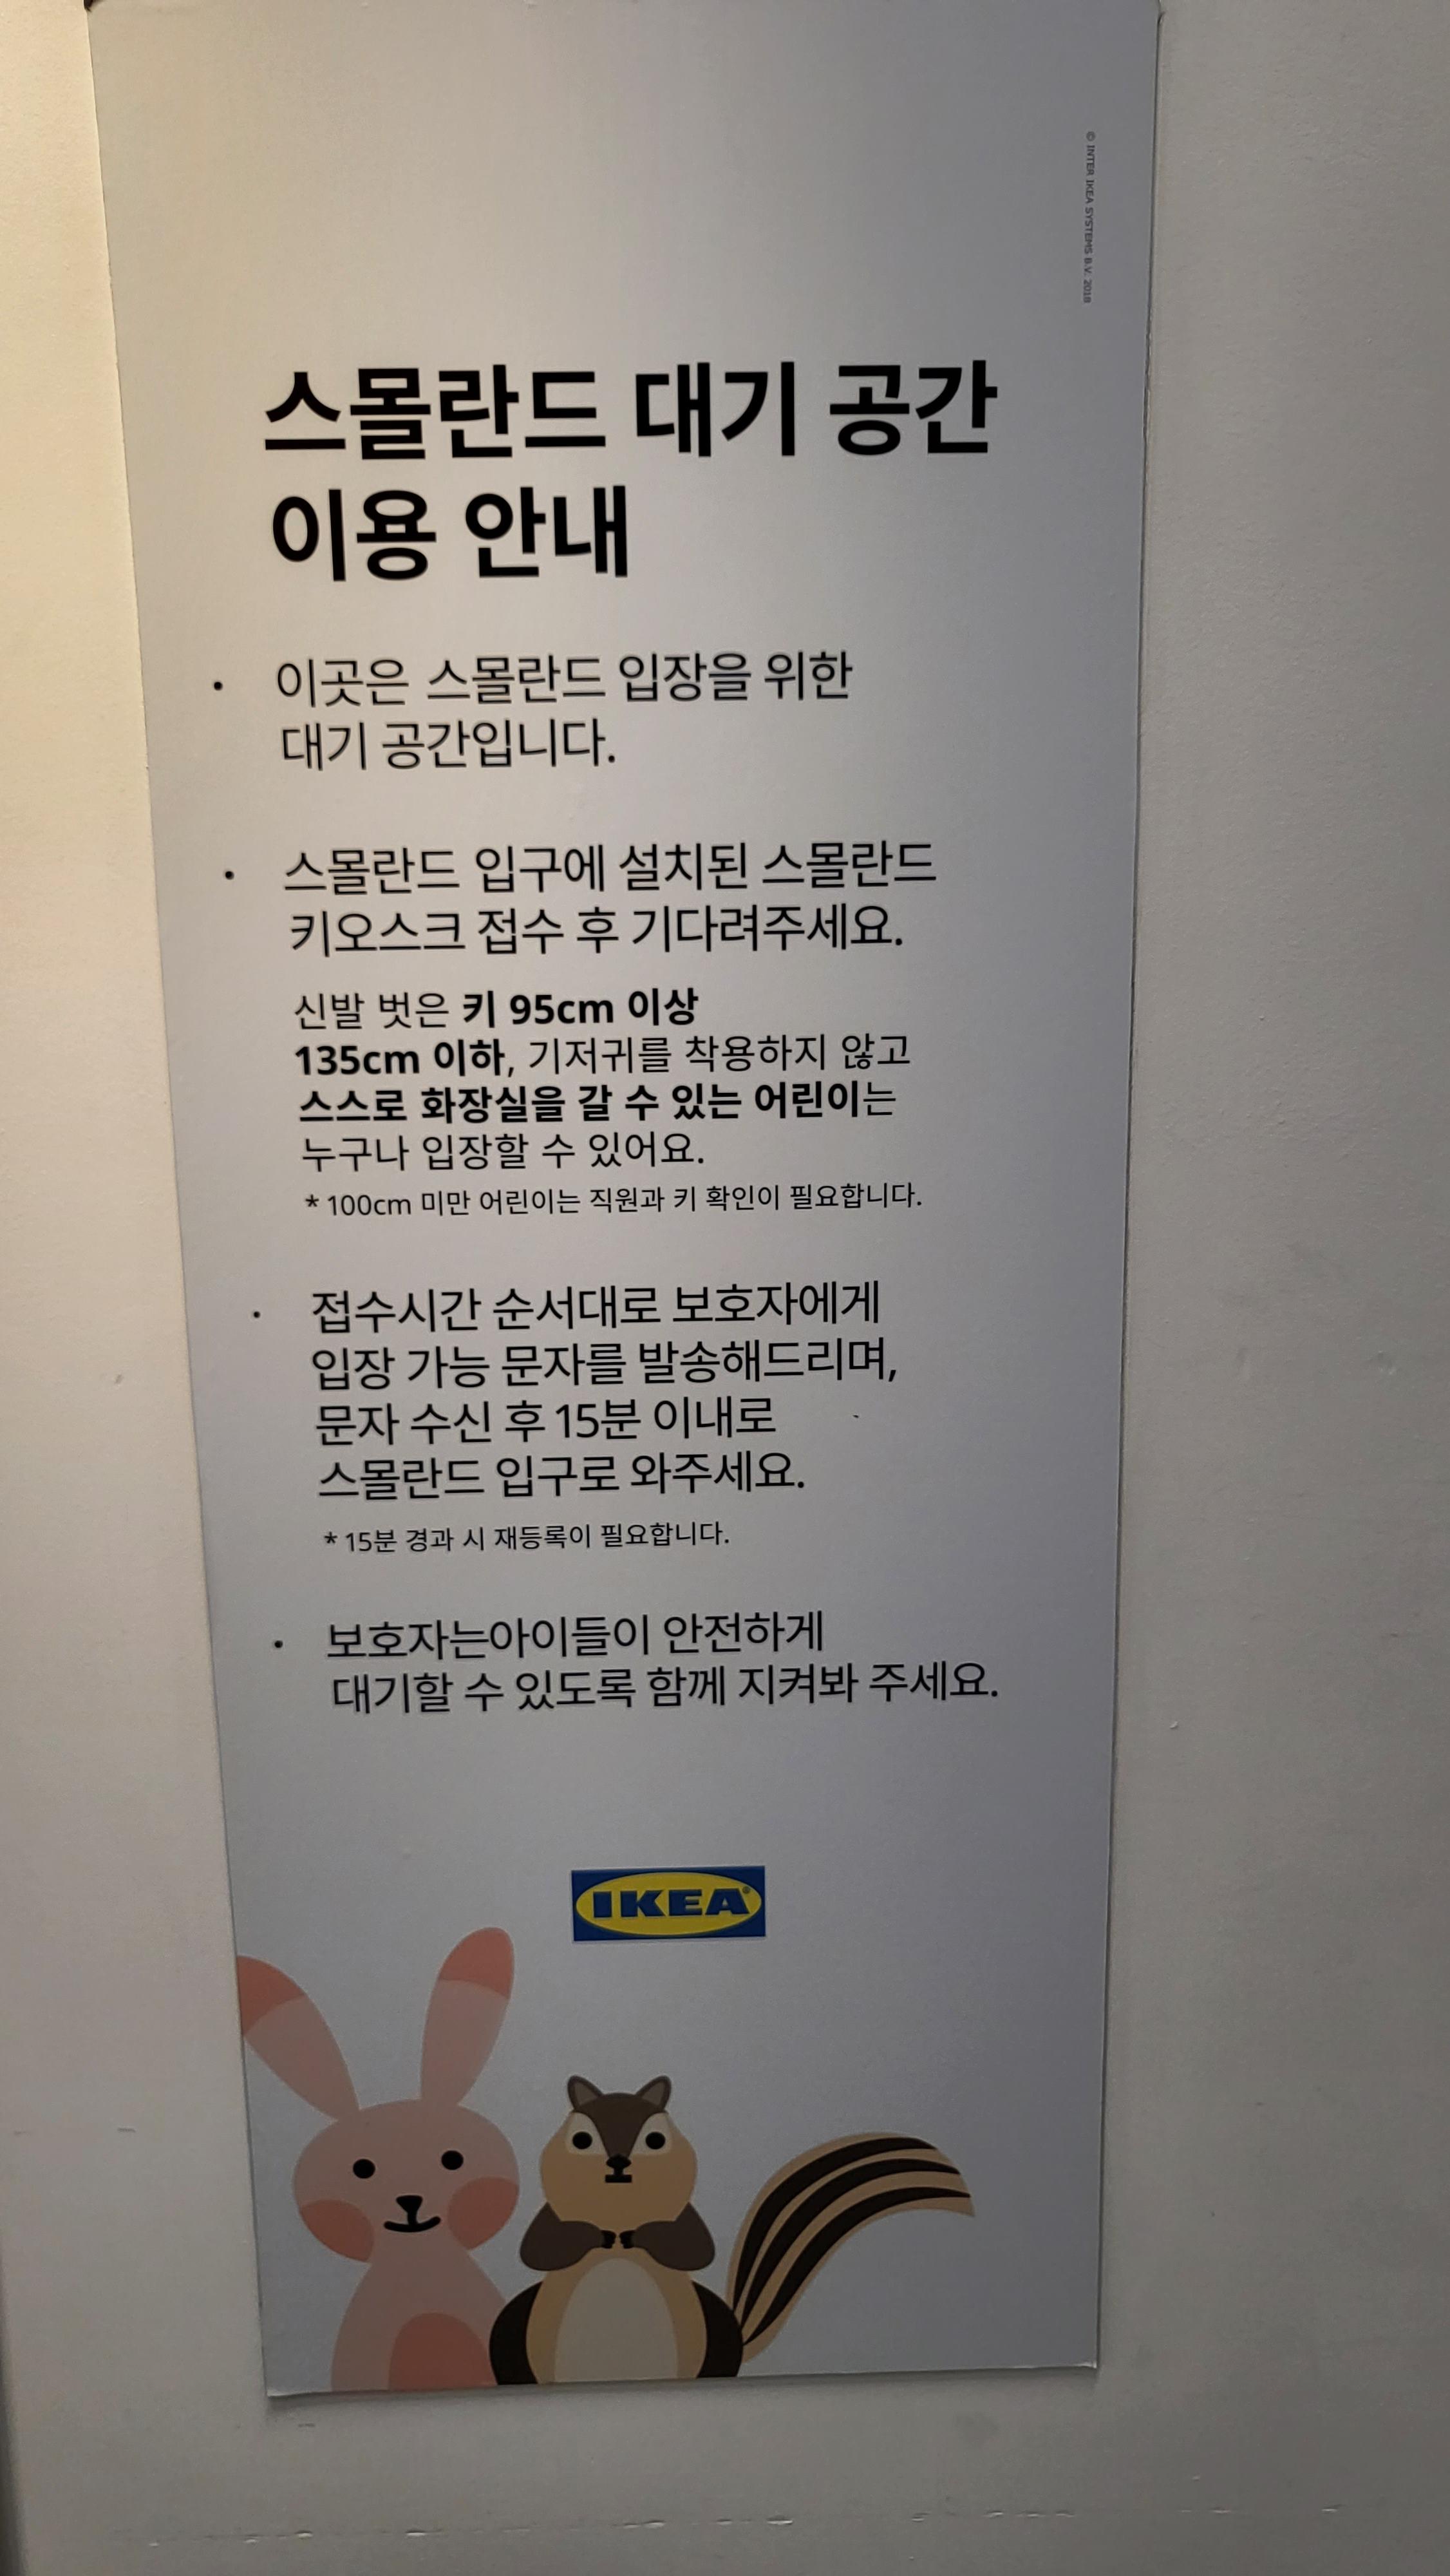 © INTER IKEA SYSTEMS B.V. 2018
스몰란드 대기 공간
이용 안내
• 이곳은 스몰란드 입장을 위한
대기 공간입니다.
• 스몰란드 입구에 설치된 스몰란드
키오스크 접수 후 기다려주세요.
신발 벗은 키 95cm 이상
135cm 이하, 기저귀를 착용하지 않고
스스로 화장실을 갈 수 있는 어린이는
누구나 입장할 수 있어요.
* 100cm 미만 어린이는 직원과 키 확인이 필요합니다.
• 접수시간 순서대로 보호자에게
입장 가능 문자를 발송해드리며,
문자 수신 후 15분 이내로
스몰란드 입구로 와주세요.
* 15분 경과 시 재등록이 필요합니다.
• 보호자는아이들이 안전하게
대기할 수 있도록 함께 지켜봐 주세요.
IKEA®